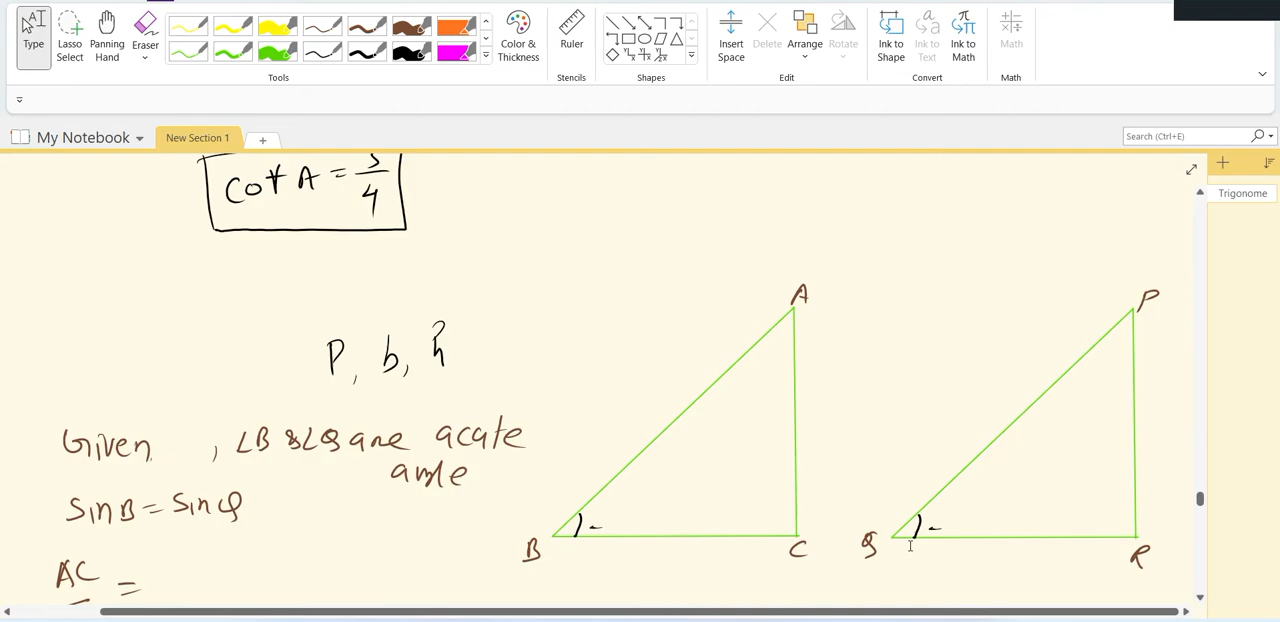 Type
Lasso
Select
Panning
Hand
Eraser
Color &
Thickness
Ruler
Insert
Space
Delete
Arrange
Rotate
Ink to
Shape
Ink to
Text
Ink to
Math
Math
Tools
Stencils
Shapes
Edit
Convert
Math
My Notebook
New Section 1
Search (Ctrl+E)
Trigonome
Cot A =
4
P, b, h
A
P
Given , ∠B & ∠Q are acate
angle
Sin B = Sin Q
B
C
Q
R
AC =